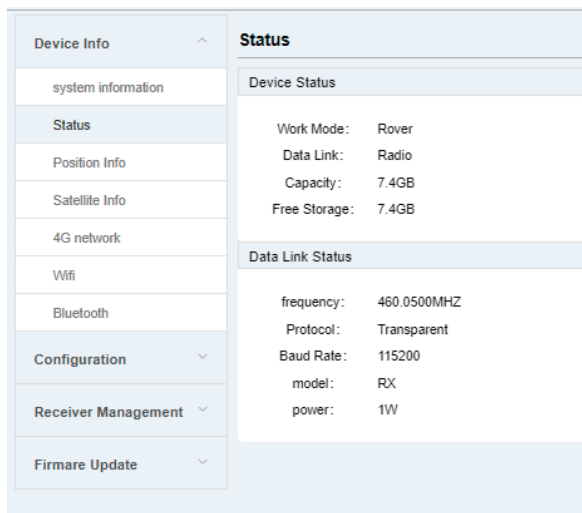 Device Info
system information
Status
Position Info
Satellite Info
4G network
Wifi
Bluetooth
Configuration
Receiver Management
Firmare Update
Status
Device Status
Work Mode: Rover
Data Link: Radio
Capacity: 7.4GB
Free Storage: 7.4GB
Data Link Status
frequency: 460.0500MHZ
Protocol: Transparent
Baud Rate: 115200
model: RX
power: 1W